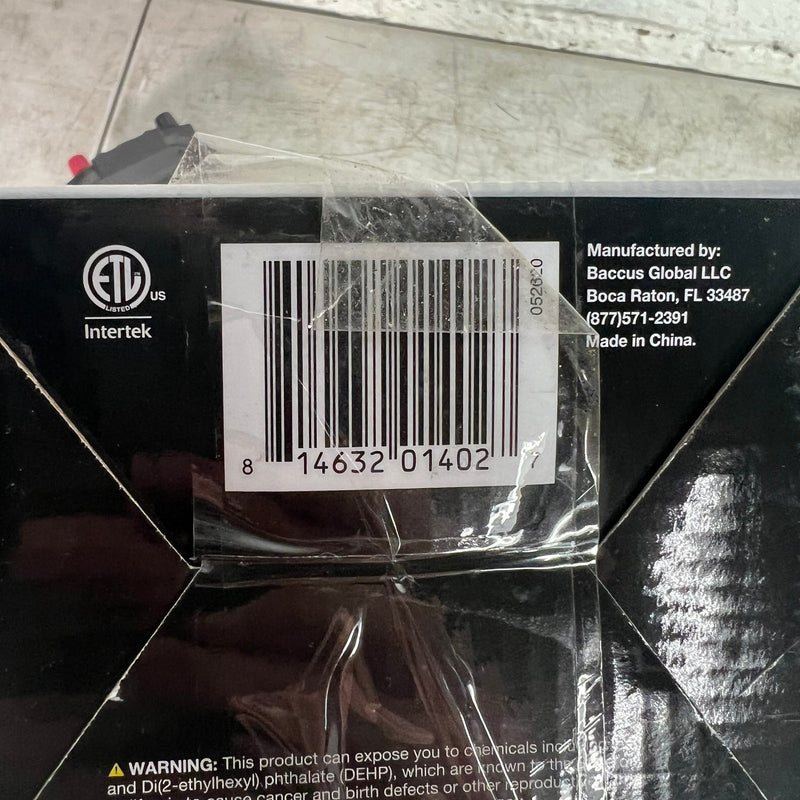 ETL
LISTED
US
Intertek
8 14632 01402 7
052620
Manufactured by:
Baccus Global LLC
Boca Raton, FL 33487
(877)571-2391
Made in China.
WARNING: This product can expose you to chemicals
and Di(2-ethylhexyl) phthalate (DEHP), which are known to the
to cause cancer and birth defects or other